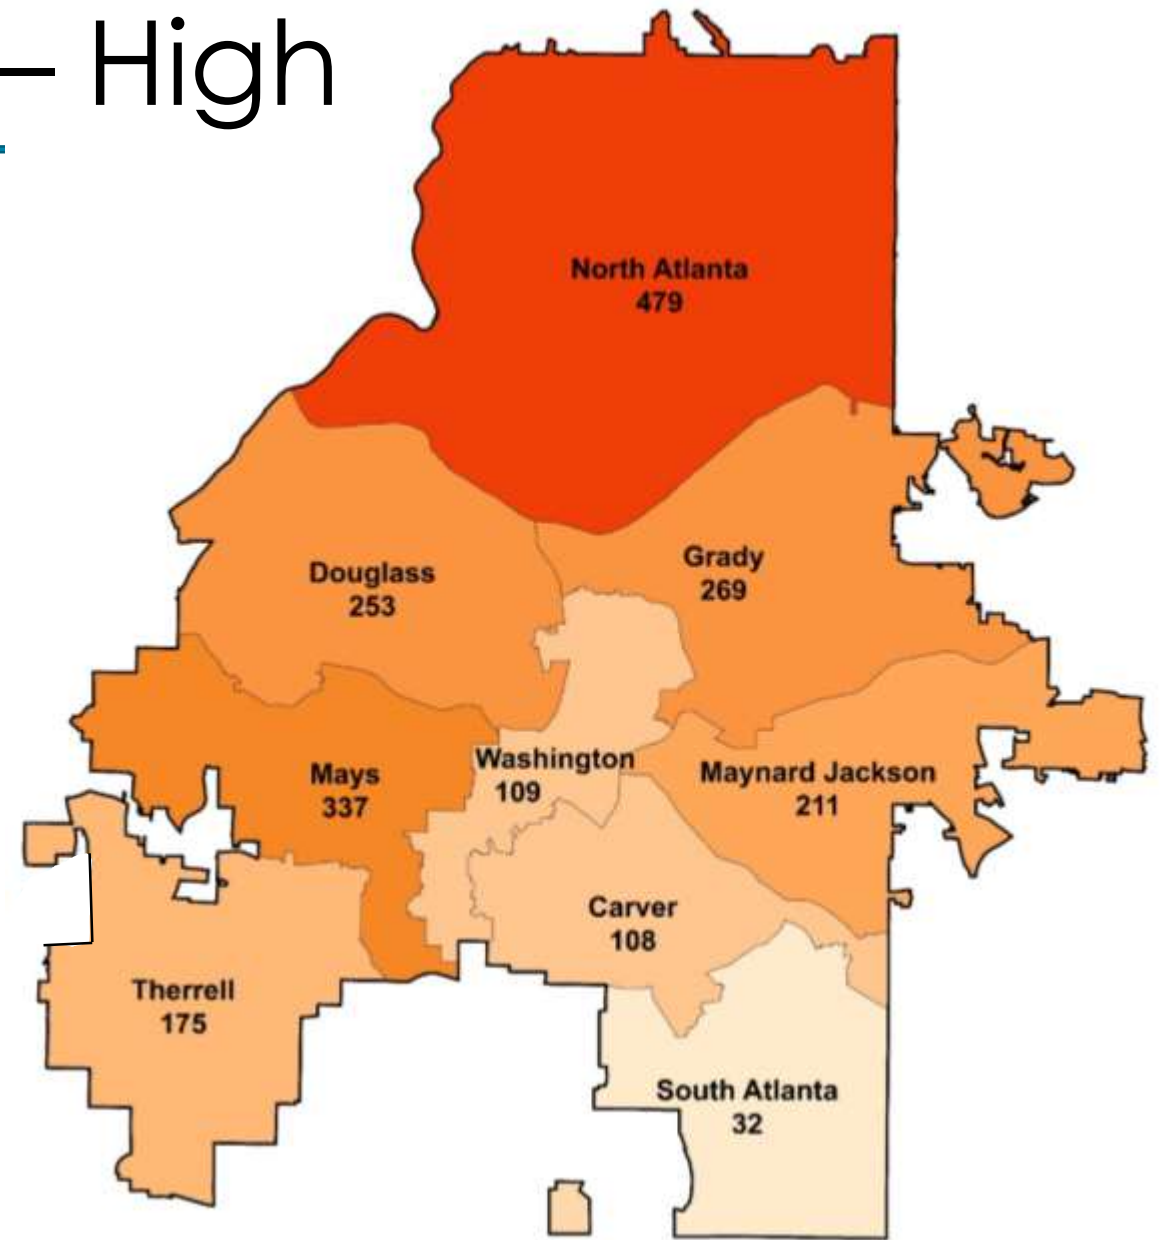 – High
North Atlanta
479
Douglass
253
Grady
269
Washington
109
Mays
337
Maynard Jackson
211
Carver
108
Therrell
175
South Atlanta
32